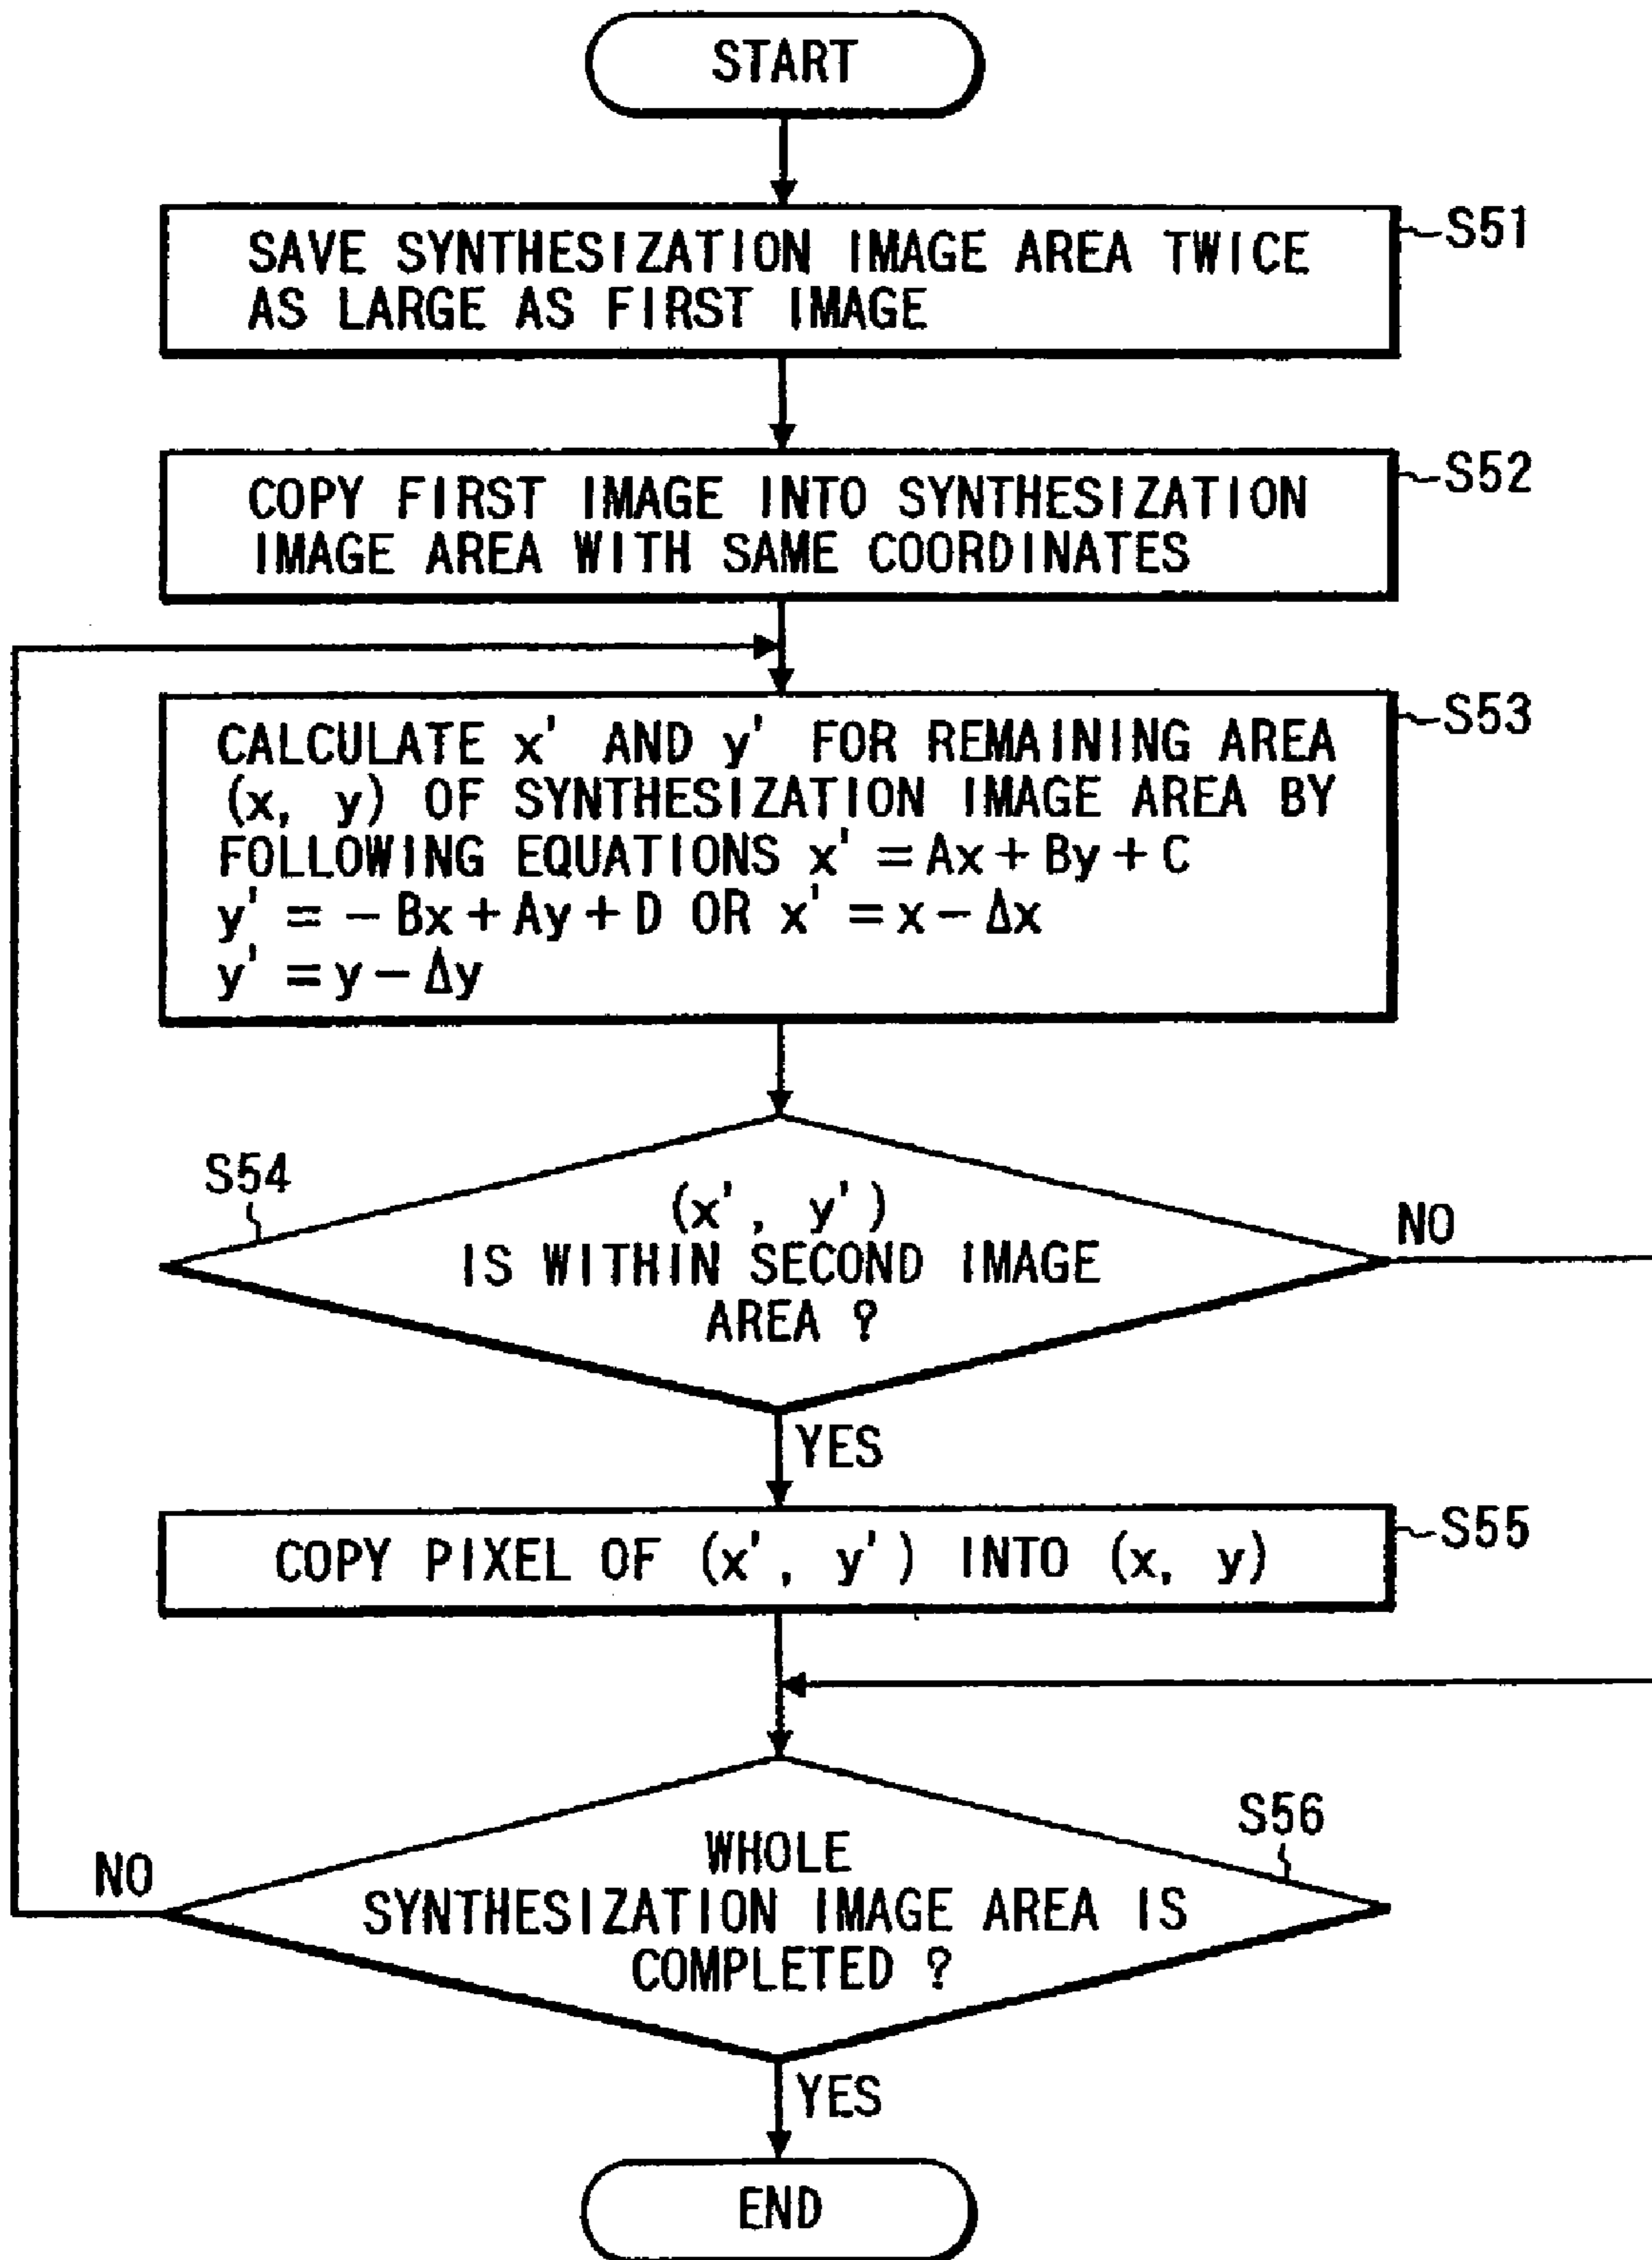 START
SAVE SYNTHESIZATION IMAGE AREA TWICE
AS LARGE AS FIRST IMAGE
S51
COPY FIRST IMAGE INTO SYNTHESIZATION
IMAGE AREA WITH SAME COORDINATES
S52
CALCULATE x' AND y' FOR REMAINING AREA
(x, y) OF SYNTHESIZATION IMAGE AREA BY
FOLLOWING EQUATIONS x' = Ax + By + C
y' = − Bx + Ay + D OR x' = x − Δx
y' = y − Δy
S53
S54
(x', y')
IS WITHIN SECOND IMAGE
AREA ?
NO
YES
COPY PIXEL OF (x', y') INTO (x, y)
S55
S56
WHOLE
SYNTHESIZATION IMAGE AREA IS
COMPLETED ?
NO
YES
END